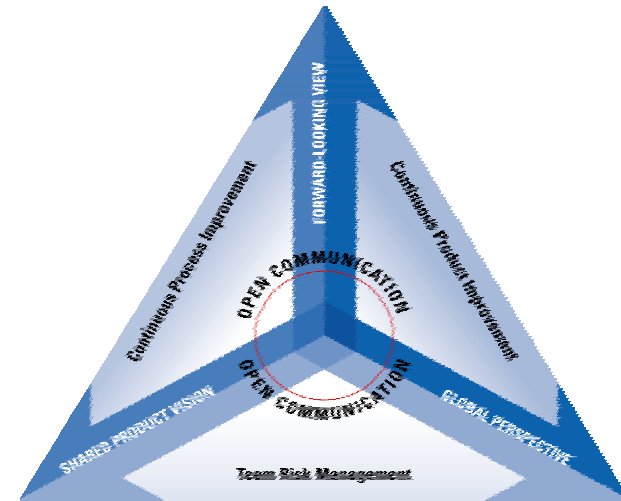 FORWARD-LOOKING VIEW
Continuous Process Improvement
Continuous Product Improvement
OPEN COMMUNICATION
OPEN COMMUNICATION
SHARED PRODUCT VISION
GLOBAL PERSPECTIVE
Team Risk Management